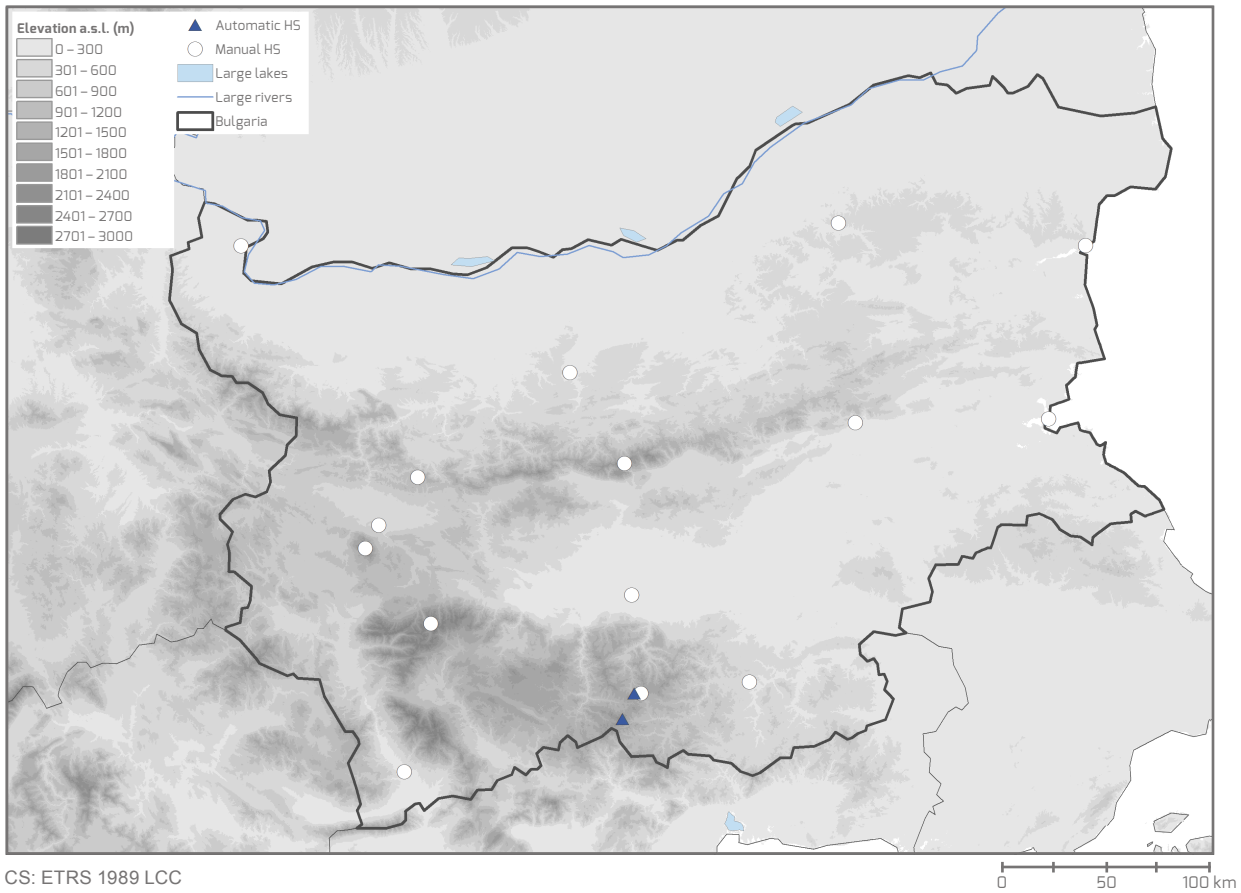 Elevation a.s.l. (m)
0 – 300
301 – 600
601 – 900
901 – 1200
1201 – 1500
1501 – 1800
1801 – 2100
2101 – 2400
2401 – 2700
2701 – 3000
Automatic HS
Manual HS
Large lakes
Large rivers
Bulgaria
CS: ETRS 1989 LCC
0 50 100 km